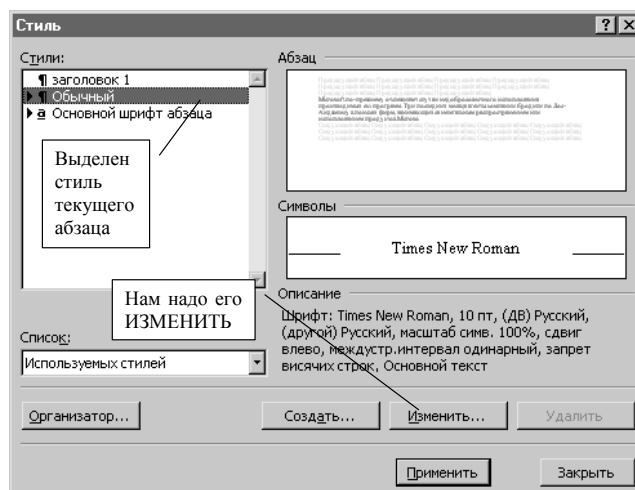 Стиль
Стили:
Абзац
¶ заголовок 1
¶ Обычный
a Основной шрифт абзаца
Выделен
стиль
текущего
абзаца
Символы
Times New Roman
Нам надо его
ИЗМЕНИТЬ
Описание
Шрифт: Times New Roman, 10 пт, (ДВ) Русский,
(другой) Русский, масштаб симв. 100%, сдвиг
влево, междустр.интервал одинарный, запрет
висячих строк, Основной текст
Список:
Используемых стилей
Организатор...
Создать...
Изменить...
Удалить
Применить
Закрыть